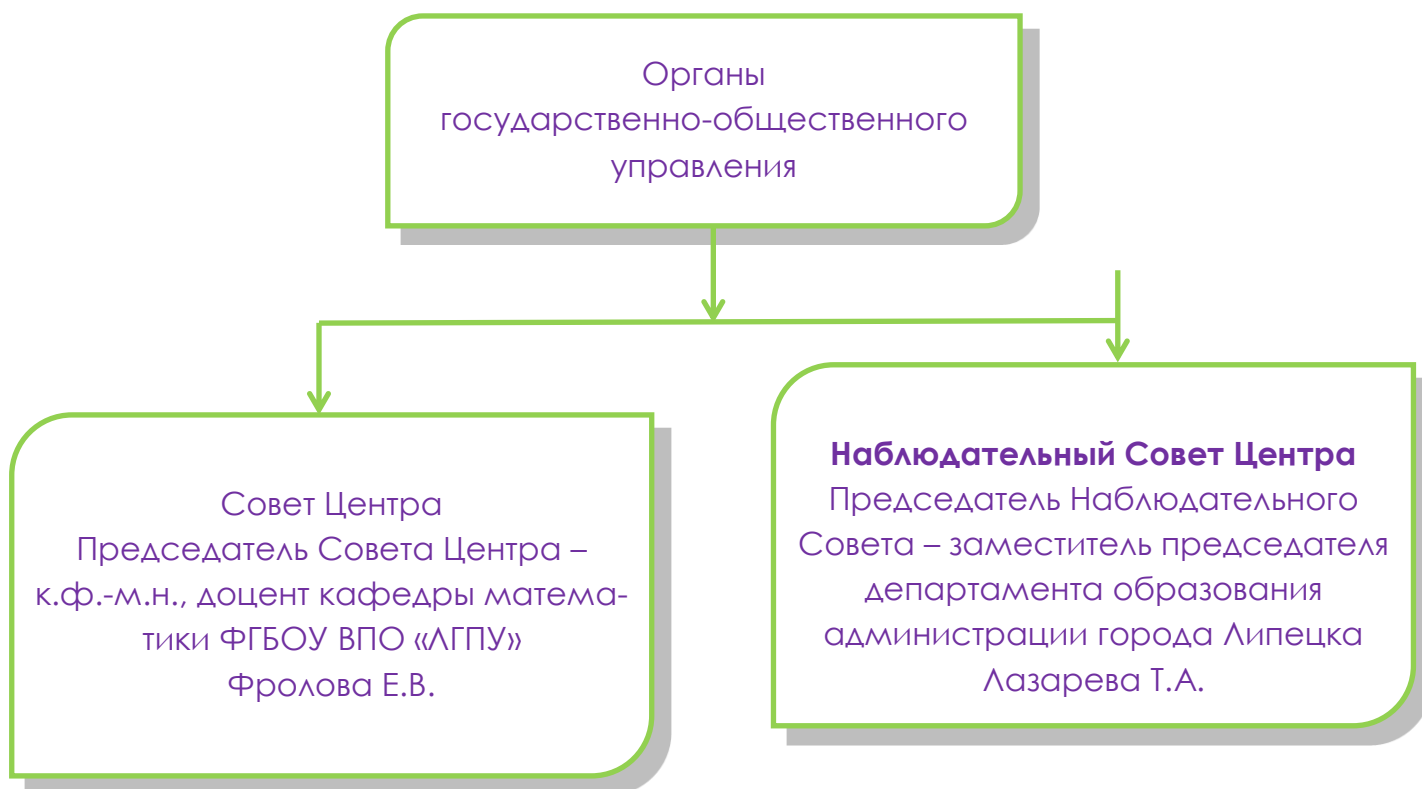 Органы
государственно-общественного
управления
Совет Центра
Председатель Совета Центра –
к.ф.-м.н., доцент кафедры матема-
тики ФГБОУ ВПО «ЛГПУ»
Фролова Е.В.
Наблюдательный Совет Центра
Председатель Наблюдательного
Совета – заместитель председателя
департамента образования
администрации города Липецка
Лазарева Т.А.